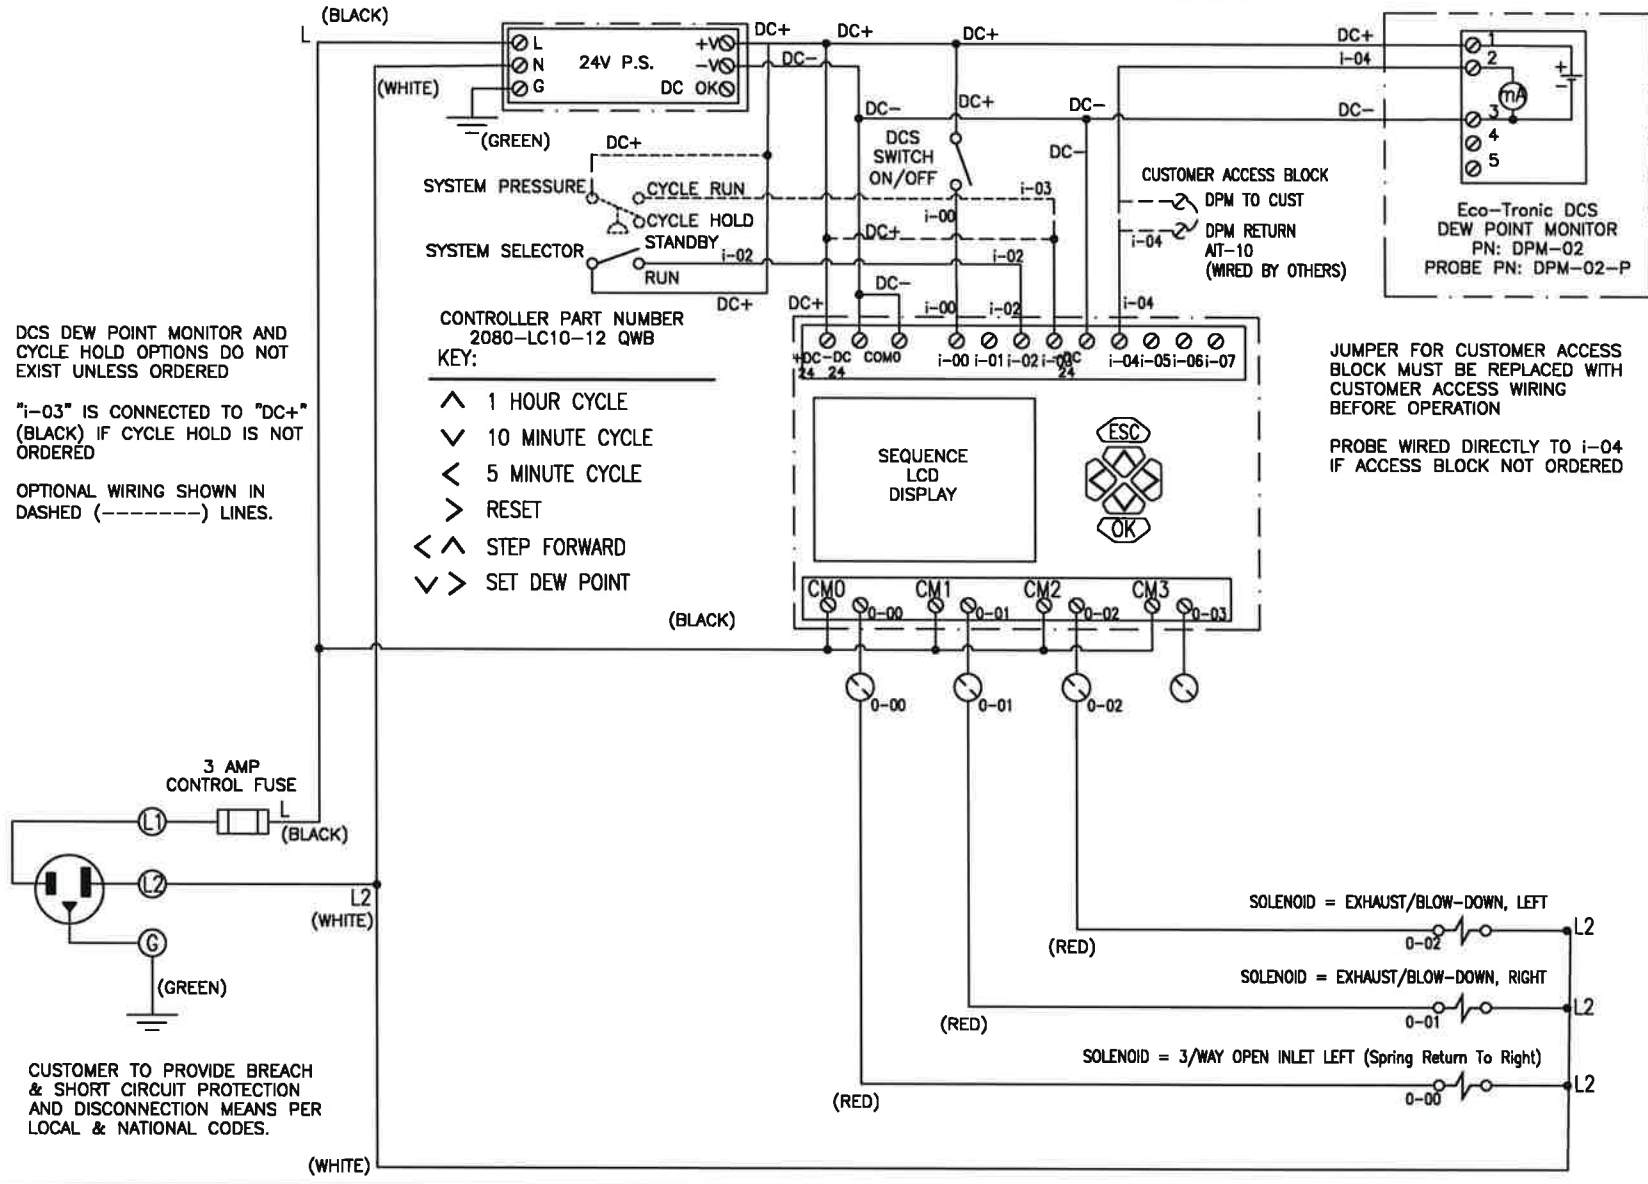 (BLACK)
L
L
N
G
24V P.S.
+V
-V
DC OK
DC+
DC+
DC+
DC+
DC-
i-04
1
2
3
4
5
mA
+
-
(WHITE)
(GREEN)
DC+
DC-
DC+
DC-
DC-
DC-
DCS
SWITCH
ON/OFF
SYSTEM PRESSURE
CYCLE RUN
CYCLE HOLD
i-03
i-00
DC+
SYSTEM SELECTOR
STANDBY
RUN
i-02
i-02
DC+
DC+
DC-
i-00
i-02
i-04
CUSTOMER ACCESS BLOCK
DPM TO CUST
DPM RETURN
AIT-10
(WIRED BY OTHERS)
i-04
Eco-Tronic DCS
DEW POINT MONITOR
PN: DPM-02
PROBE PN: DPM-02-P
DCS DEW POINT MONITOR AND
CYCLE HOLD OPTIONS DO NOT
EXIST UNLESS ORDERED
"i-03" IS CONNECTED TO "DC+"
(BLACK) IF CYCLE HOLD IS NOT
ORDERED
OPTIONAL WIRING SHOWN IN
DASHED (-------) LINES.
CONTROLLER PART NUMBER
2080-LC10-12 QWB
KEY:
1 HOUR CYCLE
10 MINUTE CYCLE
5 MINUTE CYCLE
RESET
STEP FORWARD
SET DEW POINT
+DC
24
-DC
24
COM0
i-00
i-01
i-02
DC
24
i-04
i-05
i-06
i-07
SEQUENCE
LCD
DISPLAY
ESC
OK
JUMPER FOR CUSTOMER ACCESS
BLOCK MUST BE REPLACED WITH
CUSTOMER ACCESS WIRING
BEFORE OPERATION
PROBE WIRED DIRECTLY TO i-04
IF ACCESS BLOCK NOT ORDERED
CM0
0-00
CM1
0-01
CM2
0-02
CM3
0-03
(BLACK)
0-00
0-01
0-02
3 AMP
CONTROL FUSE
L1
L
(BLACK)
L2
L2
(WHITE)
G
(GREEN)
CUSTOMER TO PROVIDE BREACH
& SHORT CIRCUIT PROTECTION
AND DISCONNECTION MEANS PER
LOCAL & NATIONAL CODES.
(WHITE)
SOLENOID = EXHAUST/BLOW-DOWN, LEFT
(RED)
0-02
L2
SOLENOID = EXHAUST/BLOW-DOWN, RIGHT
(RED)
0-01
L2
SOLENOID = 3/WAY OPEN INLET LEFT (Spring Return To Right)
(RED)
0-00
L2